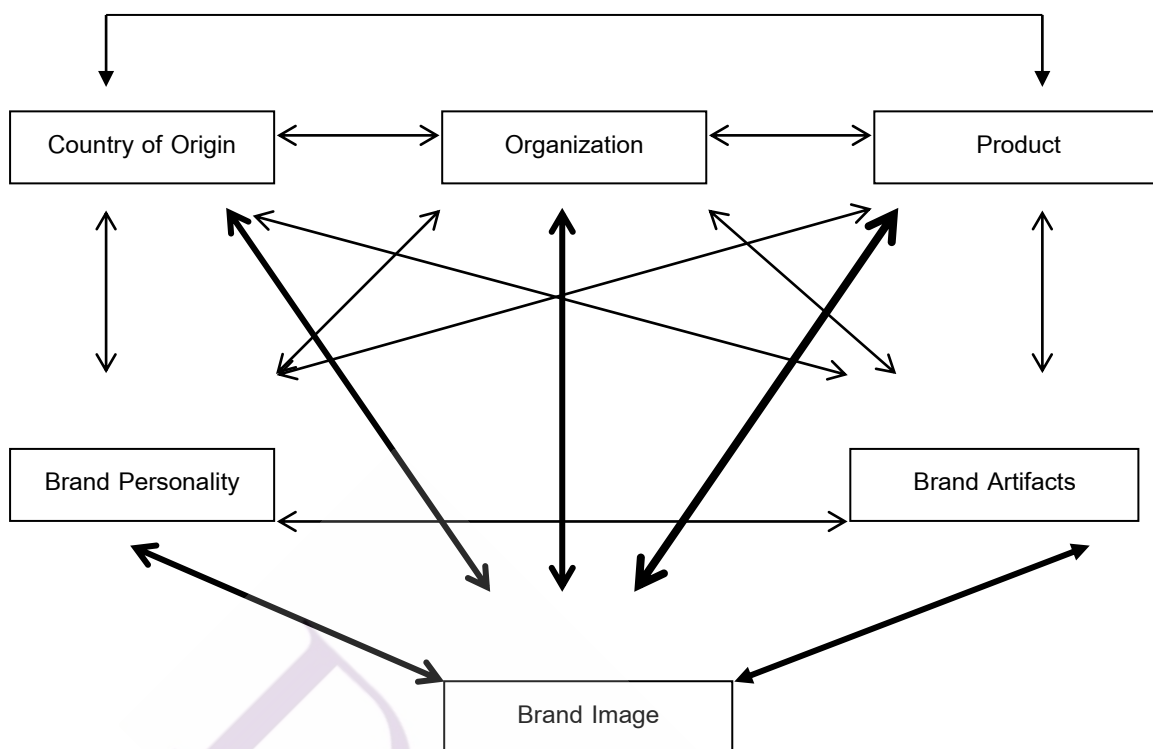 Country of Origin
Organization
Product
Brand Personality
Brand Artifacts
Brand Image